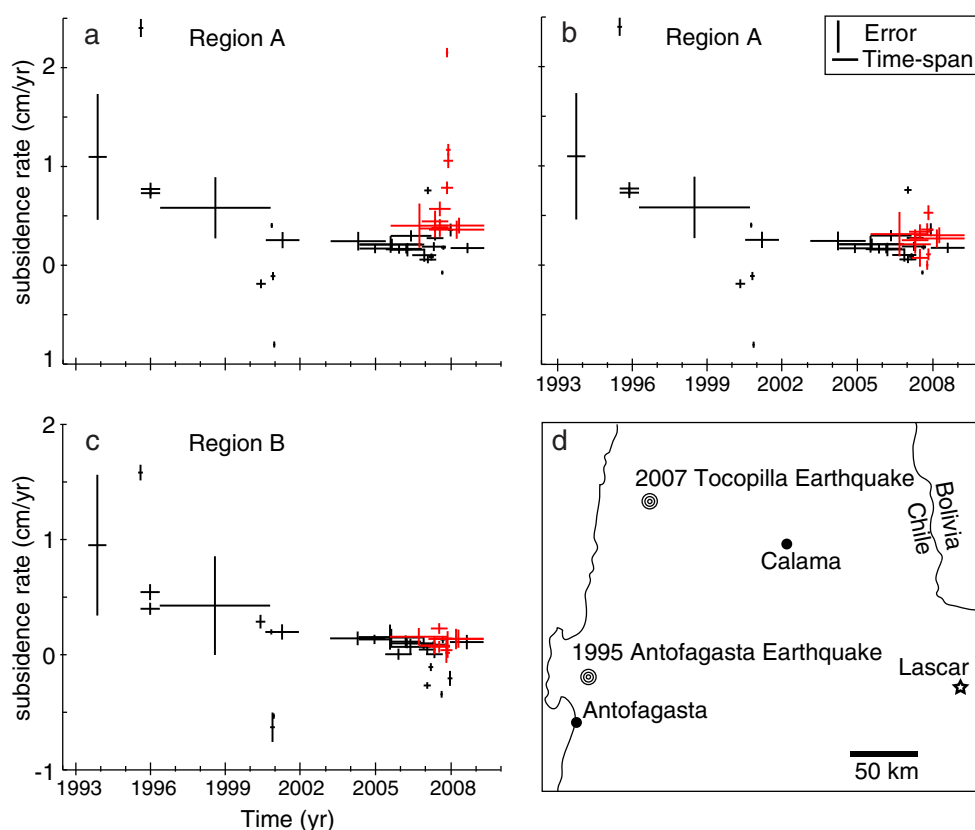 a
Region A
2
1
0
1
subsidence rate (cm/yr)
b
Region A
Error
Time-span
1993 1996 1999 2002 2005 2008
c
Region B
2
1
0
-1
subsidence rate (cm/yr)
1993 1996 1999 2002 2005 2008
Time (yr)
d
2007 Tocopilla Earthquake
Bolivia
Chile
Calama
1995 Antofagasta Earthquake
Lascar
Antofagasta
50 km